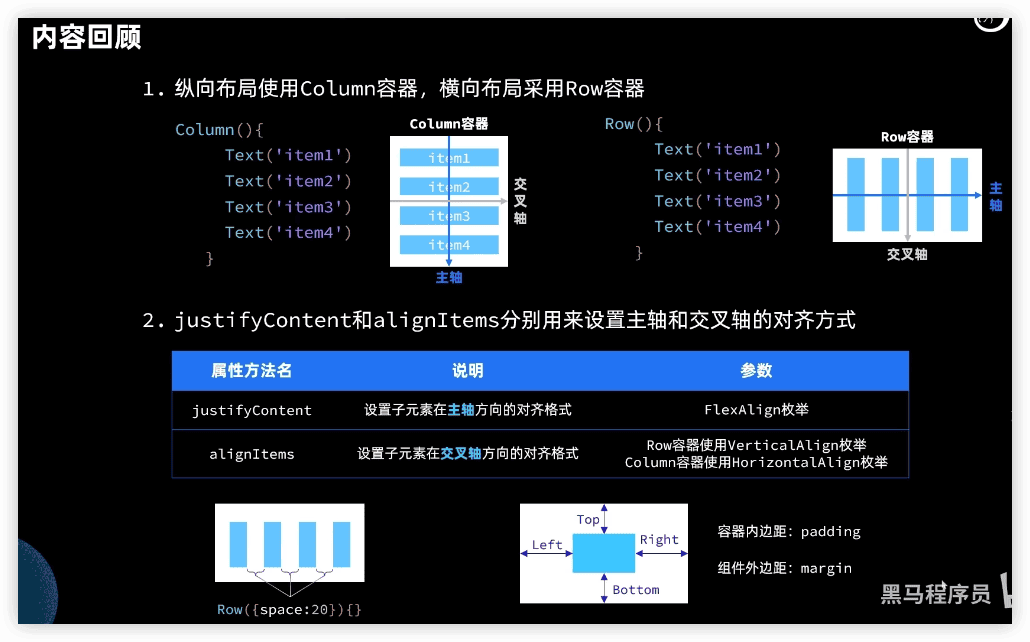 内容回顾
1. 纵向布局使用Column容器，横向布局采用Row容器
Column(){
Text('item1')
Text('item2')
Text('item3')
Text('item4')
}
Column容器
item1
item2
item3
item4
交叉轴
主轴
Row(){
Text('item1')
Text('item2')
Text('item3')
Text('item4')
}
Row容器
主轴
交叉轴
2. justifyContent和alignItems分别用来设置主轴和交叉轴的对齐方式
属性方法名 说明 参数
justifyContent 设置子元素在主轴方向的对齐格式 FlexAlign枚举
alignItems 设置子元素在交叉轴方向的对齐格式 Row容器使用VerticalAlign枚举
Column容器使用HorizontalAlign枚举
Row({space:20}){}
Top
Left
Right
Bottom
容器内边距：padding
组件外边距：margin
黑马程序员